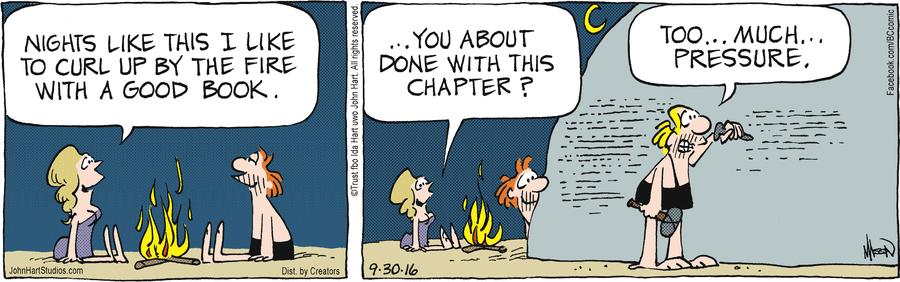 NIGHTS LIKE THIS I LIKE
TO CURL UP BY THE FIRE
WITH A GOOD BOOK.
JohnHartStudios.com
Dist. by Creators
©Trust fbo Ida Hart uwo John Hart. All rights reserved.
...YOU ABOUT
DONE WITH THIS
CHAPTER?
9-30-16
TOO... MUCH...
PRESSURE.
Facebook.com/BCcomic
MASON